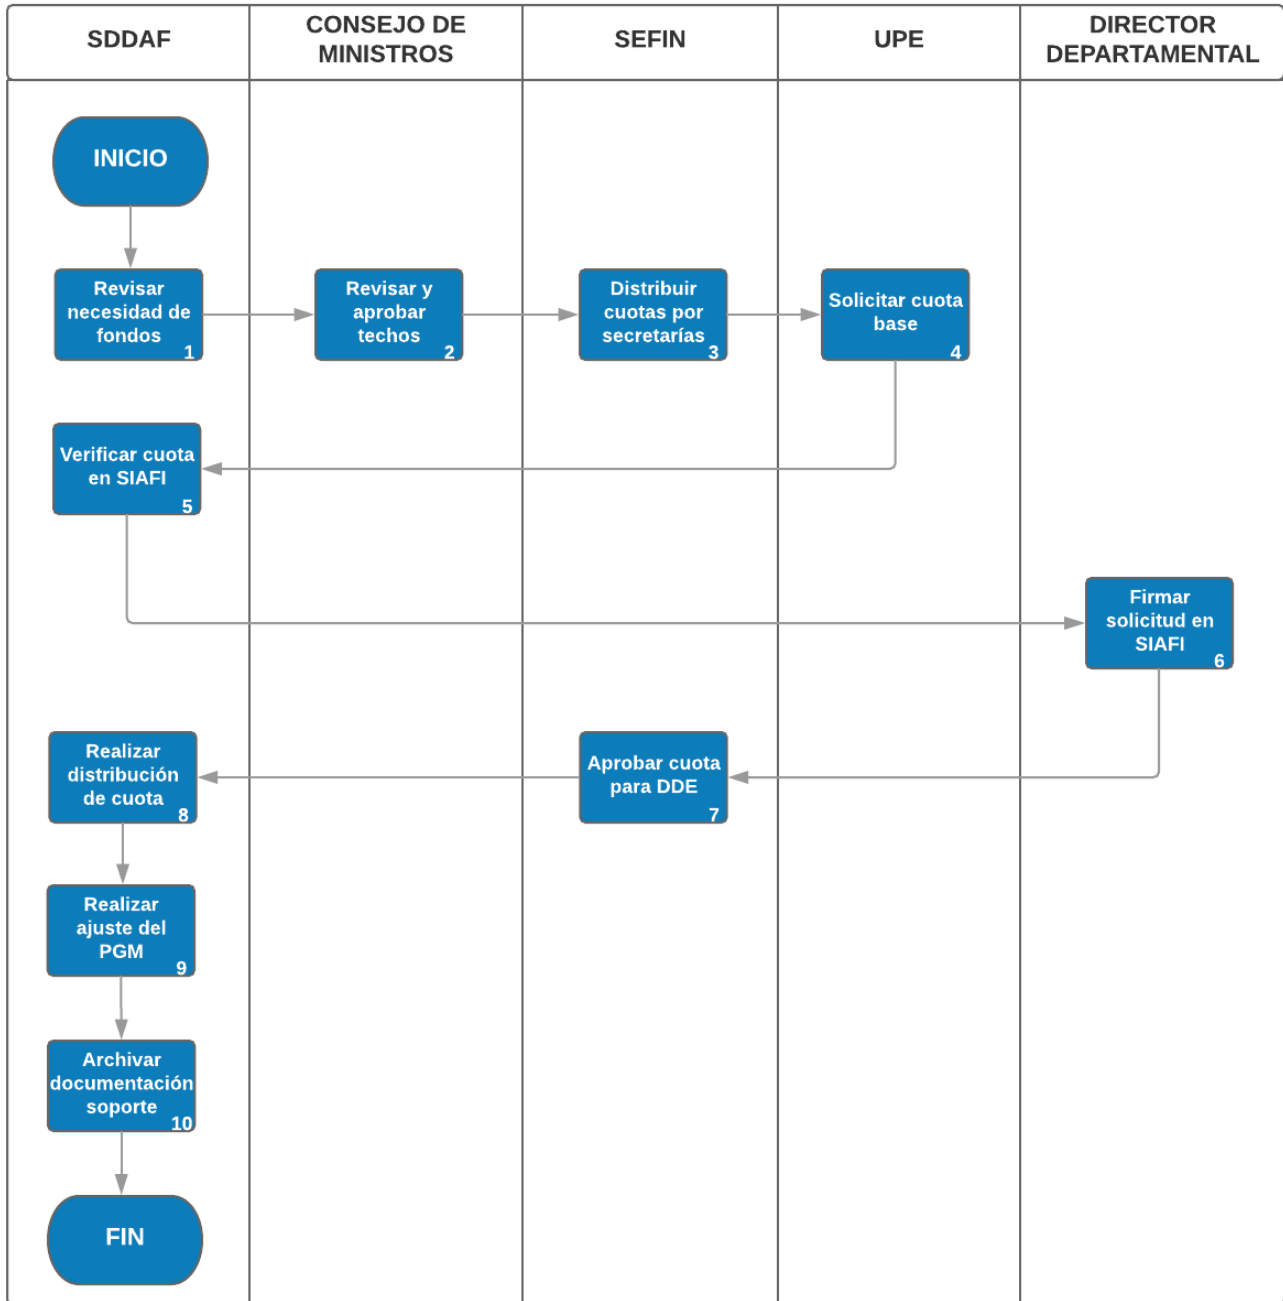 SDDAF
CONSEJO DE
MINISTROS
SEFIN
UPE
DIRECTOR
DEPARTAMENTAL
INICIO
Revisar
necesidad de
fondos
1
Revisar y
aprobar
techos
2
Distribuir
cuotas por
secretarías
3
Solicitar cuota
base
4
Verificar cuota
en SIAFI
5
Firmar
solicitud en
SIAFI
6
Aprobar cuota
para DDE
7
Realizar
distribución
de cuota
8
Realizar
ajuste del
PGM
9
Archivar
documentación
soporte
10
FIN